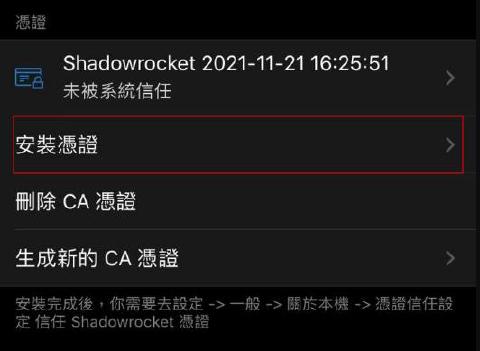 憑證
Shadowrocket 2021-11-21 16:25:51
未被系統信任
安裝憑證
刪除 CA 憑證
生成新的 CA 憑證
安裝完成後，你需要去設定 -> 一般 -> 關於本機 -> 憑證信任設
定 信任 Shadowrocket 憑證